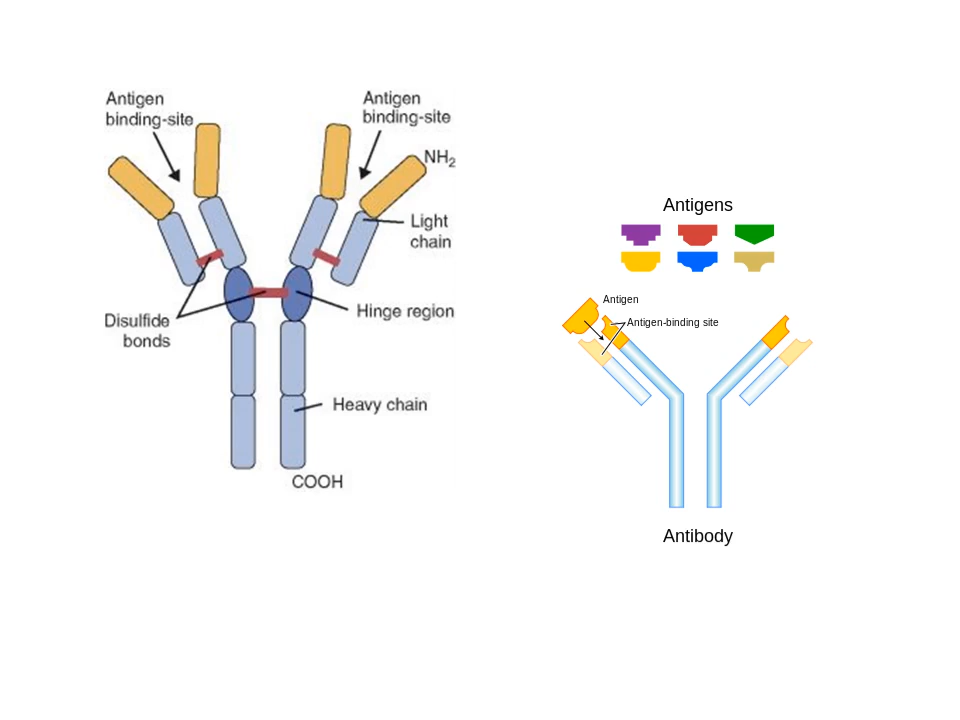 Antigen
binding-site
Antigen
binding-site
NH₂
Light
chain
Disulfide
bonds
Hinge region
Heavy chain
COOH
Antigens
Antigen
Antigen-binding site
Antibody